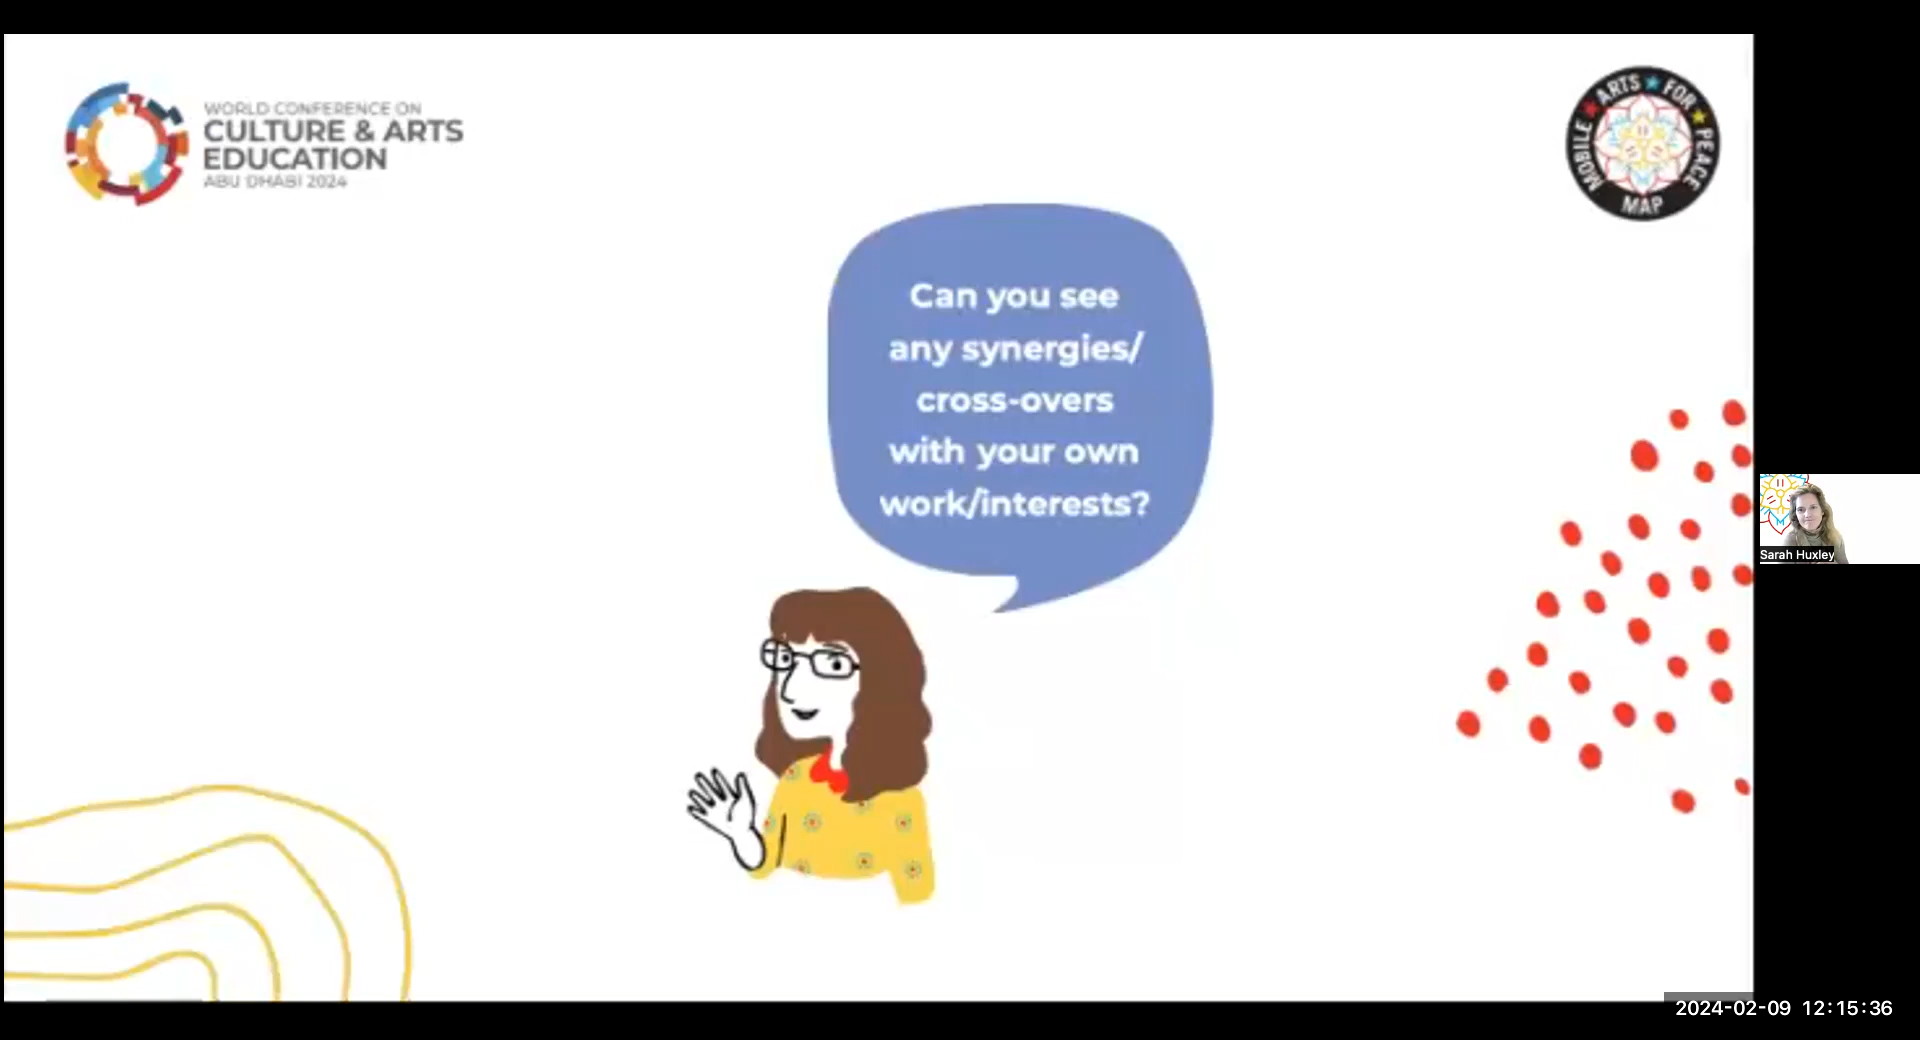 WORLD CONFERENCE ON
CULTURE & ARTS
EDUCATION
ABU DHABI 2024
MOBILE ARTS FOR PEACE
MAP
Can you see
any synergies/
cross-overs
with your own
work/interests?
Sarah Huxley
2024-02-09 12:15:36